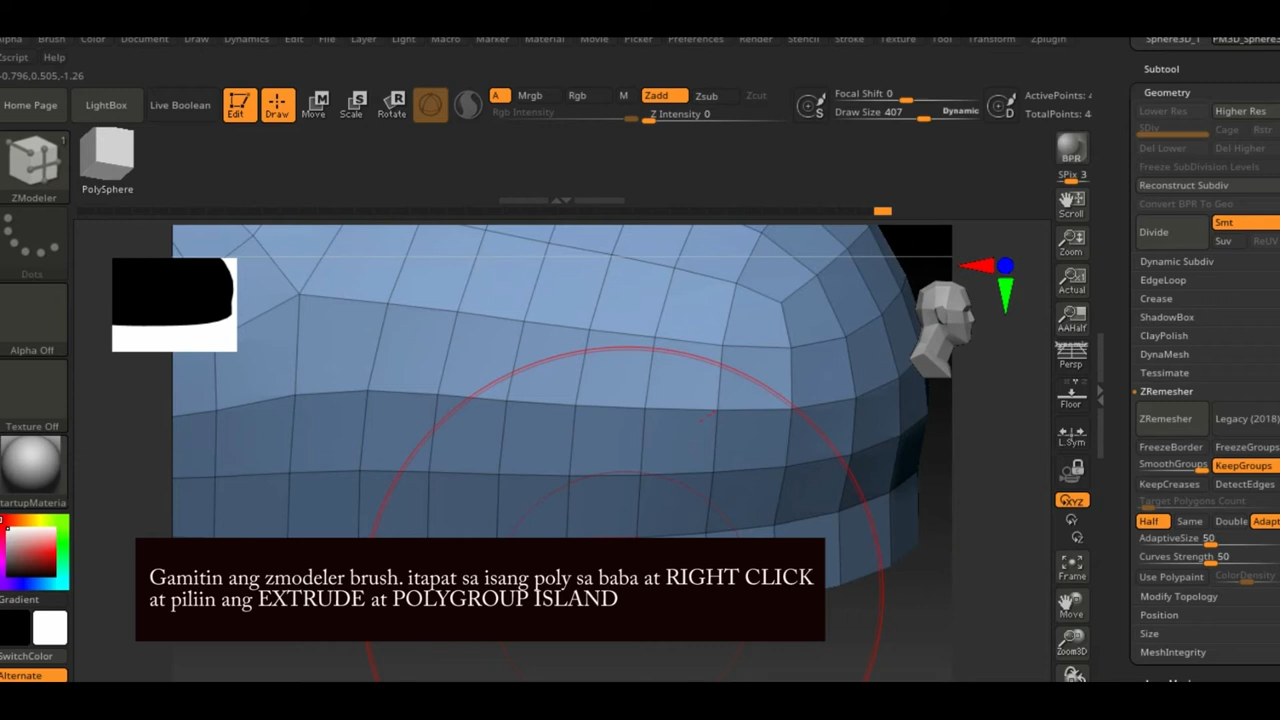 Alpha Brush Color Document Draw Dynamics Edit File Layer Light Macro Marker Material Movie Picker Preferences Render Stencil Stroke Texture Tool Transform Zplugin
Zscript Help
-0.796,0.505,-1.26
Home Page LightBox Live Boolean Edit Draw Move Scale Rotate
A Mrgb Rgb M Zadd Zsub Zcut
Rgb Intensity Z Intensity 0
Focal Shift 0
Draw Size 407 Dynamic
ActivePoints: 4
TotalPoints: 4
ZModeler
PolySphere
Dots
Alpha Off
Texture Off
StartupMateria
Gradient
SwitchColor
Alternate
BPR
SPix 3
Scroll
Zoom
Actual
AAHalf
Dynamic
Persp
Floor
L.Sym
XYZ
Frame
Move
Zoom3D
Sphere3D_1 PM3D_Sphere3
Subtool
Geometry
Lower Res Higher Res
SDiv Cage Rstr
Del Lower Del Higher
Freeze SubDivision Levels
Reconstruct Subdiv
Convert BPR To Geo
Divide Smt
Suv ReUV
Dynamic Subdiv
EdgeLoop
Crease
ShadowBox
ClayPolish
DynaMesh
Tessimate
ZRemesher
ZRemesher Legacy (2018)
FreezeBorder FreezeGroups
SmoothGroups KeepGroups
KeepCreases DetectEdges
Target Polygons Count
Half Same Double Adapt
AdaptiveSize 50
Curves Strength 50
Use Polypaint ColorDensity
Modify Topology
Position
Size
MeshIntegrity
Gamitin ang zmodeler brush. itapat sa isang poly sa baba at RIGHT CLICK
at piliin ang EXTRUDE at POLYGROUP ISLAND